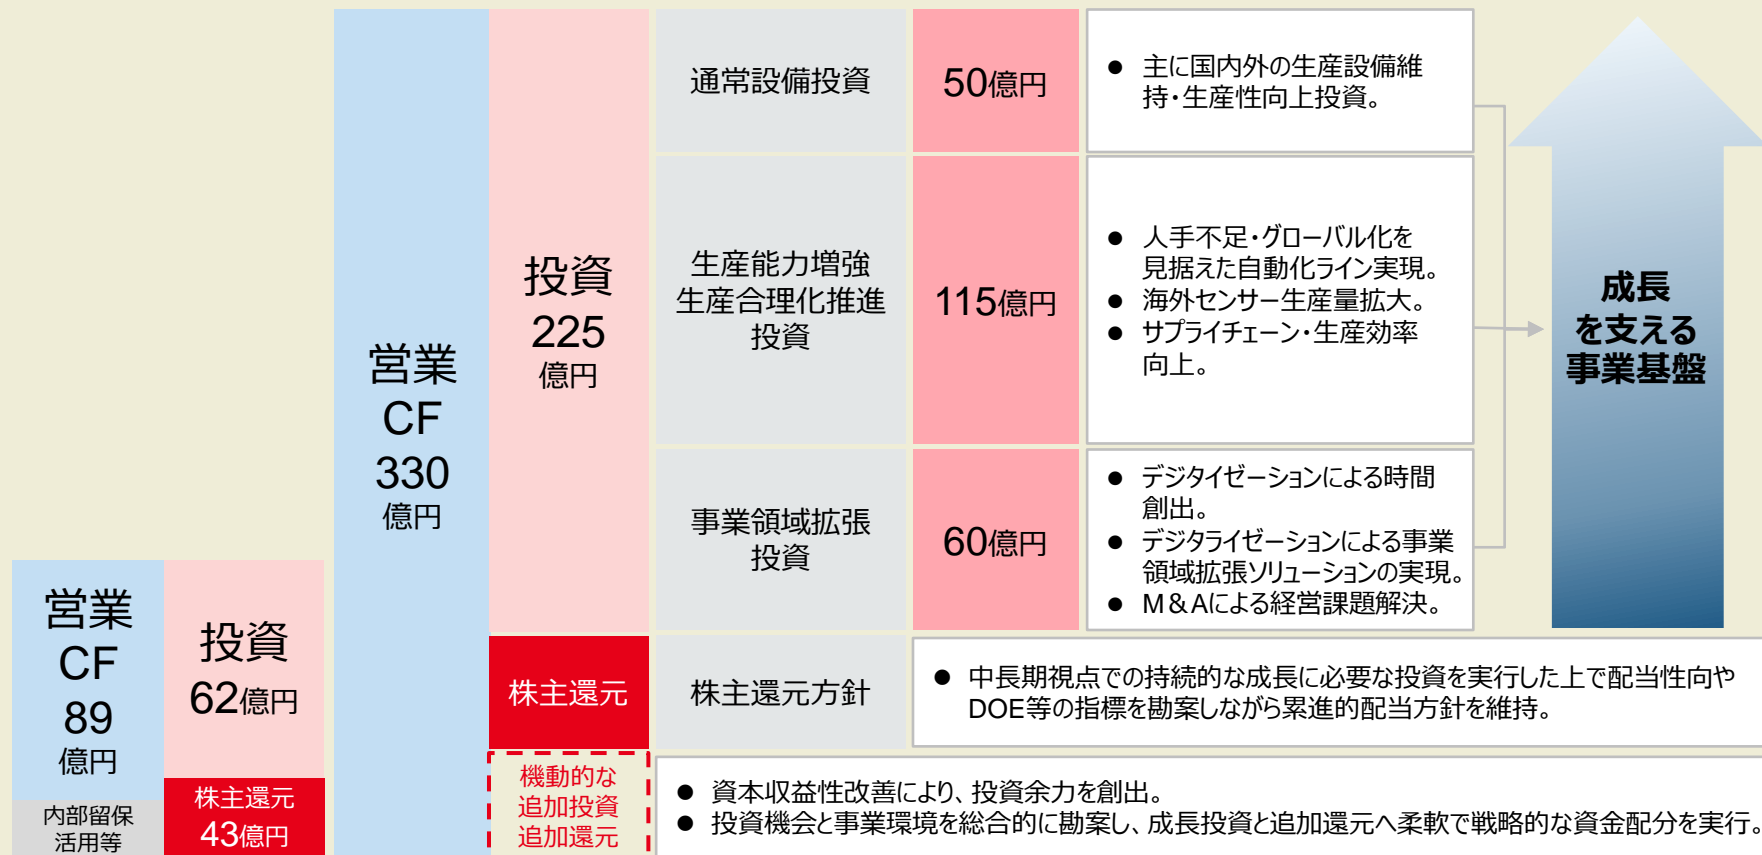 営業
CF
89
億円
内部留保
活用等
投資
62億円
株主還元
43億円
営業
CF
330
億円
投資
225
億円
株主還元
機動的な
追加投資
追加還元
通常設備投資
50億円
● 主に国内外の生産設備維
持・生産性向上投資。
生産能力増強
生産合理化推進
投資
115億円
● 人手不足・グローバル化を
見据えた自動化ライン実現。
● 海外センサー生産量拡大。
● サプライチェーン・生産効率
向上。
事業領域拡張
投資
60億円
● デジタイゼーションによる時間
創出。
● デジタライゼーションによる事業
領域拡張ソリューションの実現。
● M&Aによる経営課題解決。
成長
を支える
事業基盤
株主還元方針
● 中長期視点での持続的な成長に必要な投資を実行した上で配当性向や
DOE等の指標を勘案しながら累進的配当方針を維持。
● 資本収益性改善により、投資余力を創出。
● 投資機会と事業環境を総合的に勘案し、成長投資と追加還元へ柔軟で戦略的な資金配分を実行。